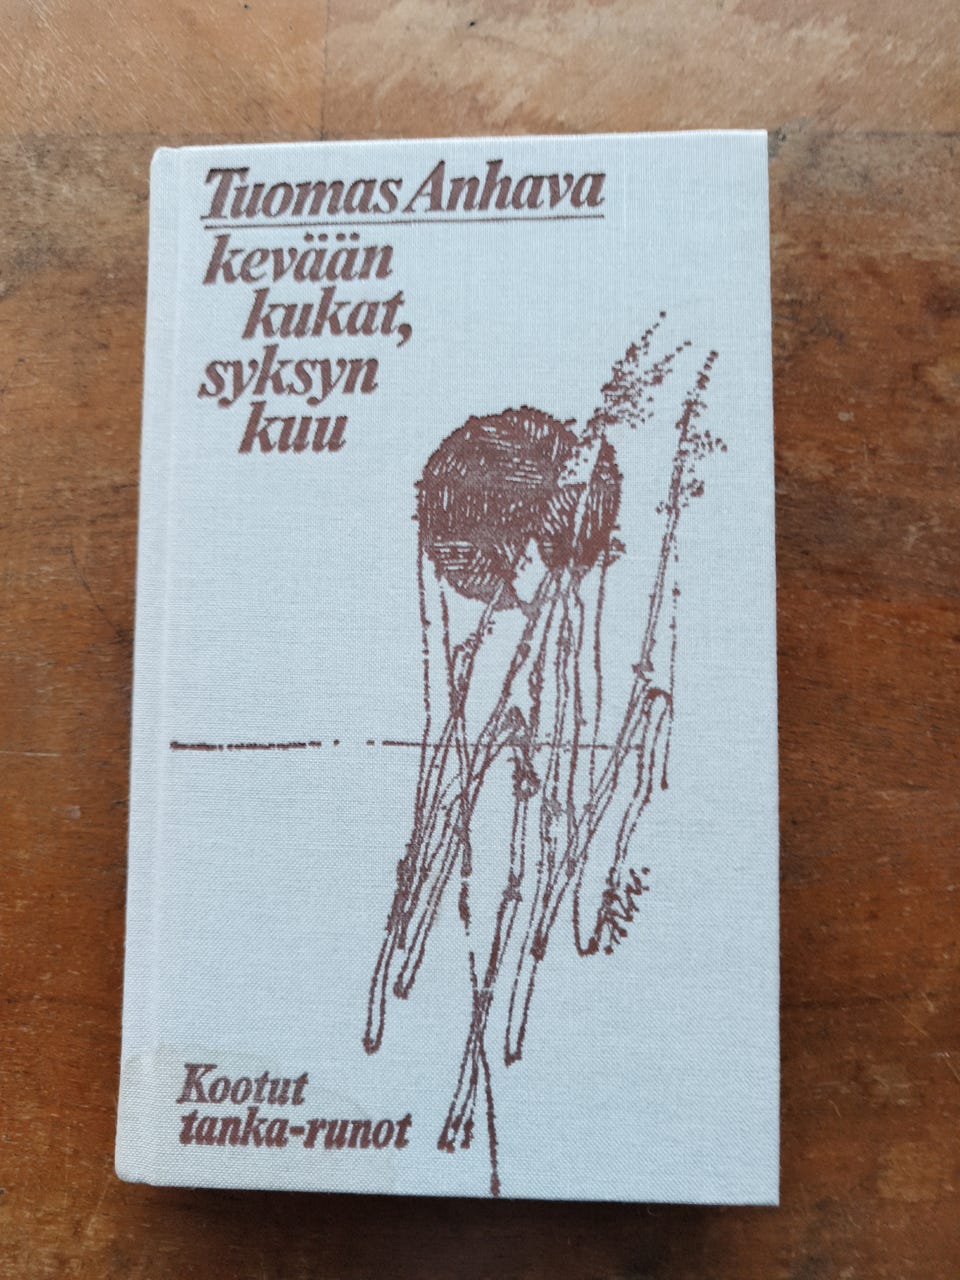 Tuomas Anhava
kevään
kukat,
syksyn
kuu
Kootut
tanka-runot